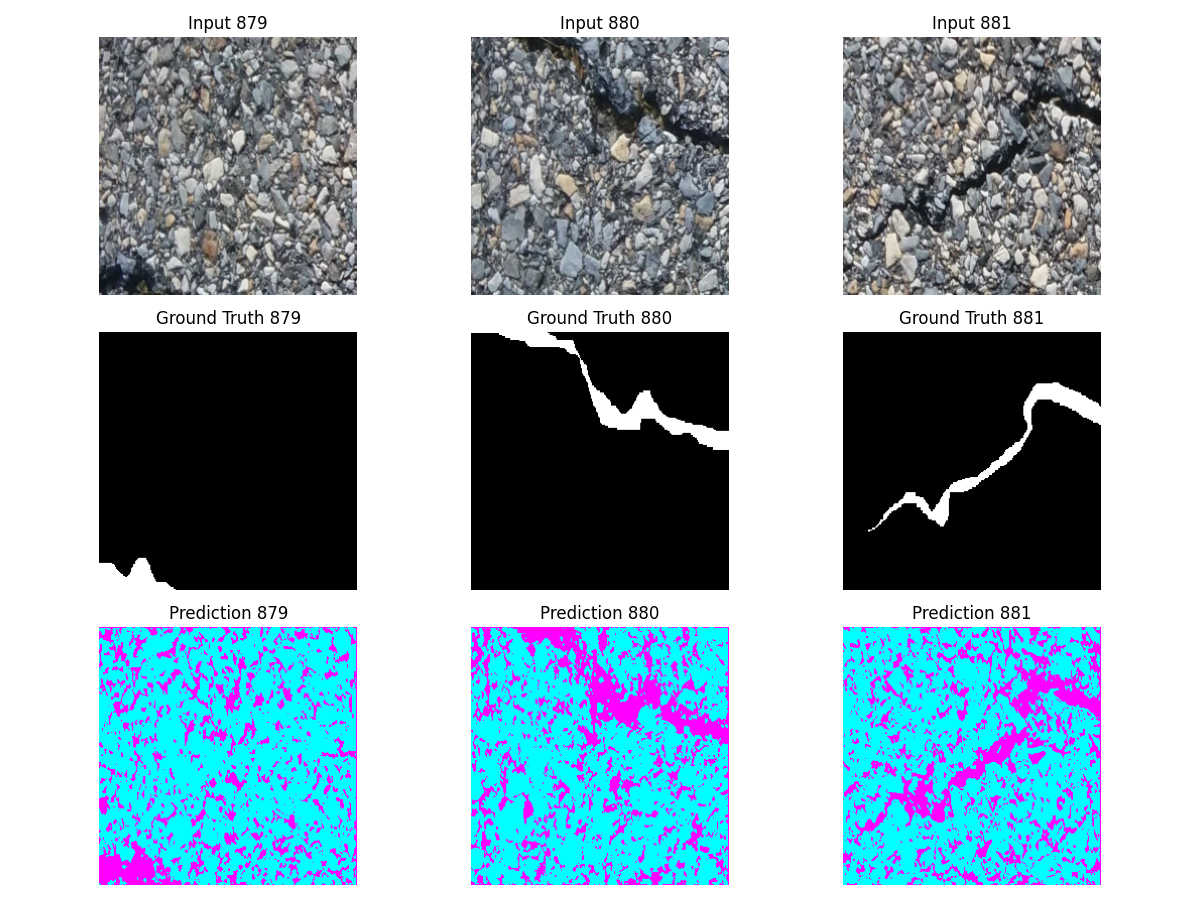 Input 879
Input 880
Input 881
Ground Truth 879
Ground Truth 880
Ground Truth 881
Prediction 879
Prediction 880
Prediction 881